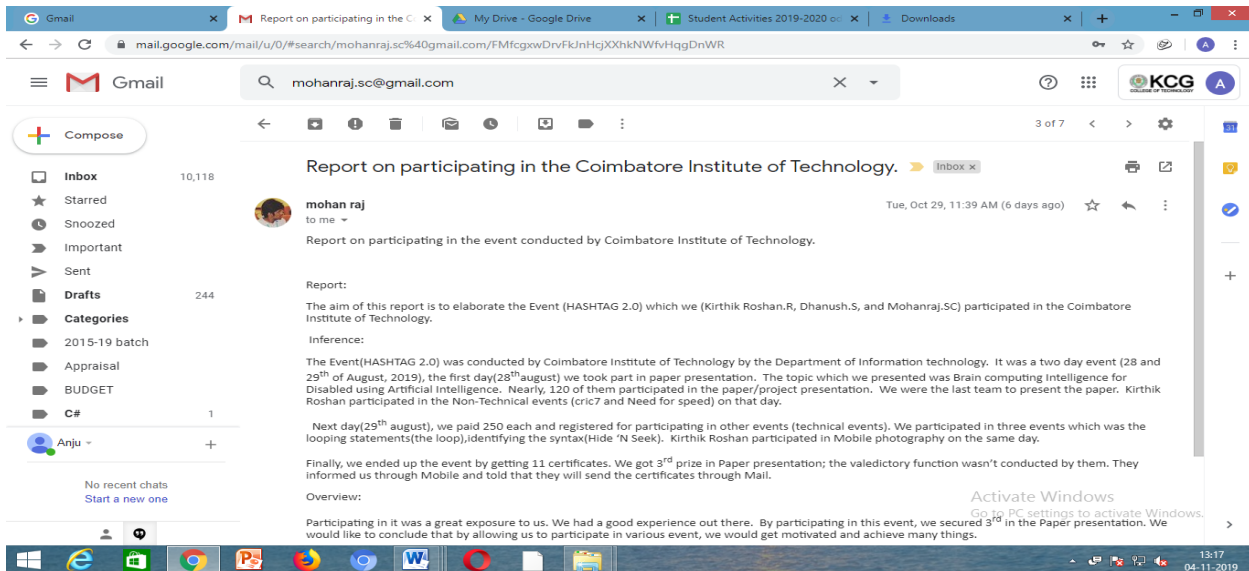 Gmail
Report on participating in the C
My Drive - Google Drive
Student Activities 2019-2020 o
Downloads
mail.google.com/mail/u/0/#search/mohanraj.sc%40gmail.com/FMfcgxwDrvFkJnHcjXXhkNWfvHqgDnWR
A
Gmail
mohanraj.sc@gmail.com
KCG
COLLEGE OF TECHNOLOGY
A
Compose
3 of 7
31
Inbox 10,118
Starred
Snoozed
Important
Sent
Drafts 244
Categories
2015-19 batch
Appraisal
BUDGET
C# 1
Anju
No recent chats
Start a new one
Report on participating in the Coimbatore Institute of Technology. Inbox x
mohan raj Tue, Oct 29, 11:39 AM (6 days ago)
to me
Report on participating in the event conducted by Coimbatore Institute of Technology.
Report:
The aim of this report is to elaborate the Event (HASHTAG 2.0) which we (Kirthik Roshan.R, Dhanush.S, and Mohanraj.SC) participated in the Coimbatore
Institute of Technology.
Inference:
The Event(HASHTAG 2.0) was conducted by Coimbatore Institute of Technology by the Department of Information technology. It was a two day event (28 and
29th of August, 2019), the first day(28thaugust) we took part in paper presentation. The topic which we presented was Brain computing Intelligence for
Disabled using Artificial Intelligence. Nearly, 120 of them participated in the paper/project presentation. We were the last team to present the paper. Kirthik
Roshan participated in the Non-Technical events (cric7 and Need for speed) on that day.
Next day(29th august), we paid 250 each and registered for participating in other events (technical events). We participated in three events which was the
looping statements(the loop),identifying the syntax(Hide 'N Seek). Kirthik Roshan participated in Mobile photography on the same day.
Finally, we ended up the event by getting 11 certificates. We got 3rd prize in Paper presentation; the valedictory function wasn't conducted by them. They
informed us through Mobile and told that they will send the certificates through Mail.
Overview:
Participating in it was a great exposure to us. We had a good experience out there. By participating in this event, we secured 3rd in the Paper presentation. We
would like to conclude that by allowing us to participate in various event, we would get motivated and achieve many things.
Activate Windows
Go to PC settings to activate Windows.
13:17
04-11-2019